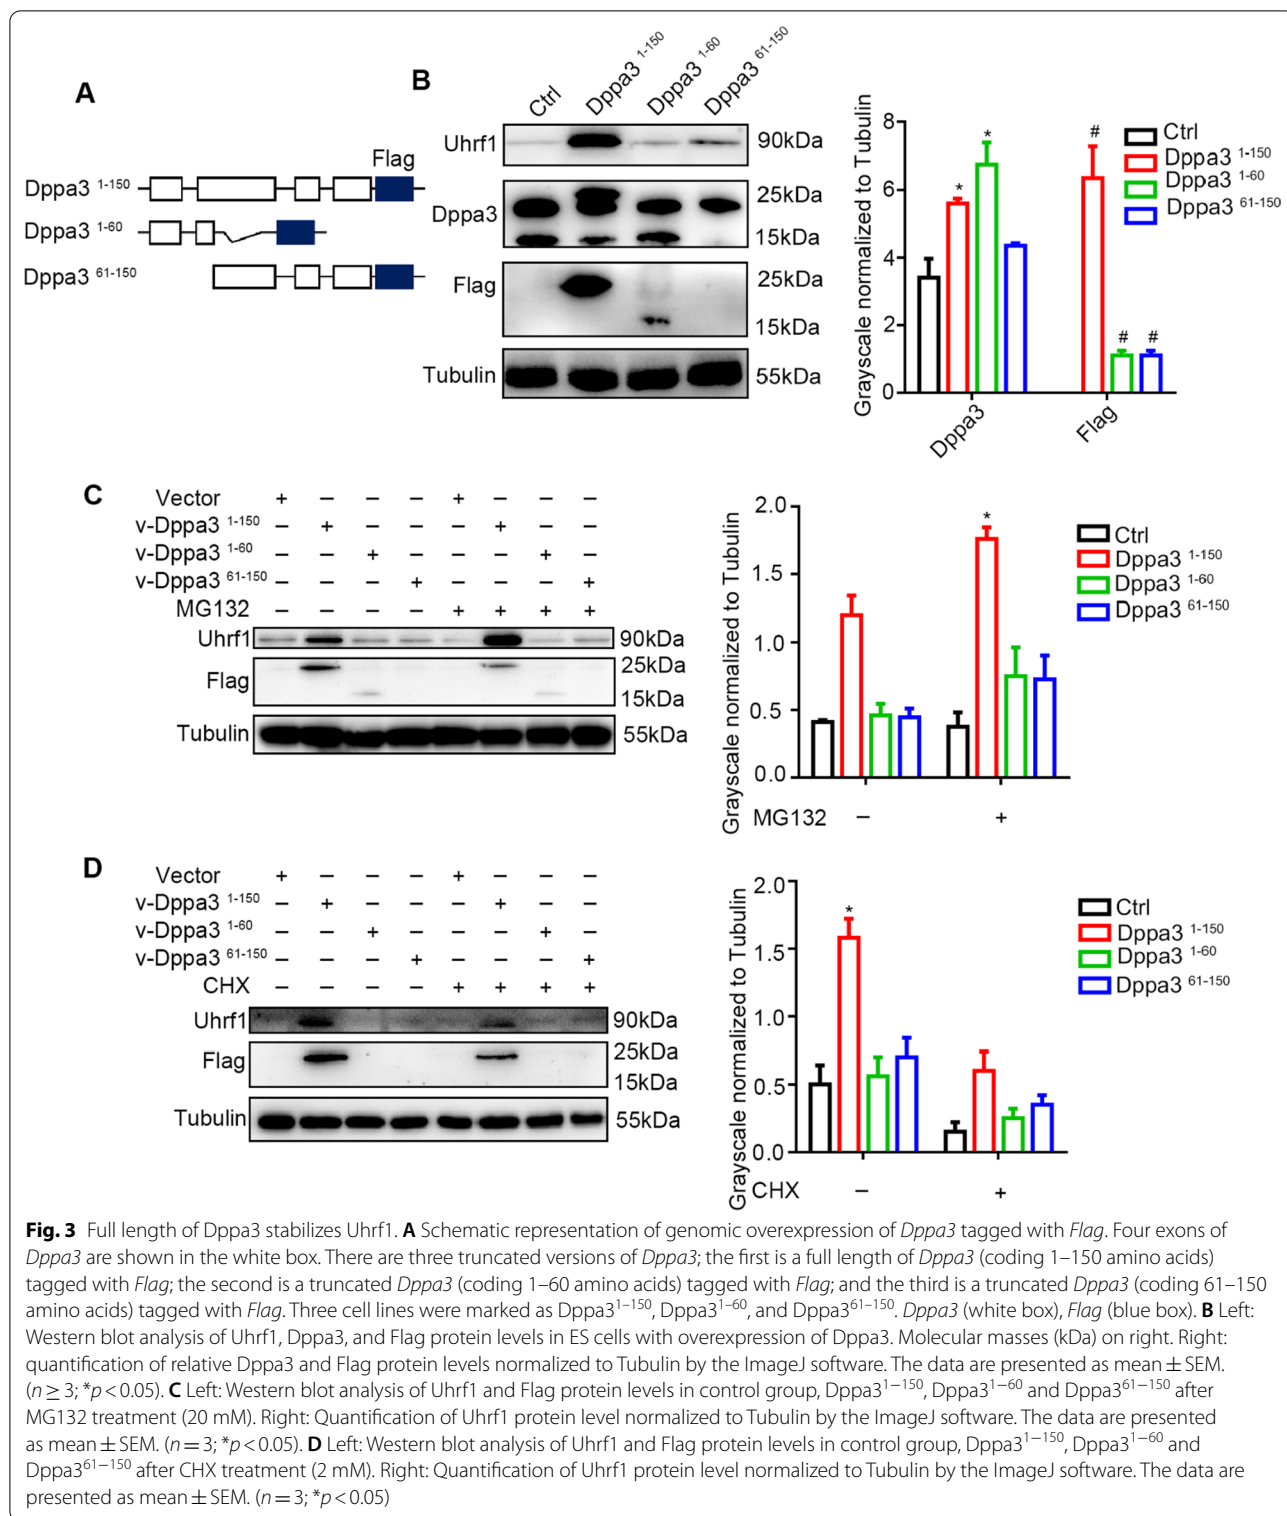 A
Flag
Dppa3 1-150
Dppa3 1-60
Dppa3 61-150
B
Ctrl
Dppa3 1-150
Dppa3 1-60
Dppa3 61-150
Uhrf1
90kDa
Dppa3
25kDa
15kDa
Flag
25kDa
15kDa
Tubulin
55kDa
Grayscale normalized to Tubulin
8
6
4
2
0
* * # # #
Dppa3
Flag
Ctrl
Dppa3 1-150
Dppa3 1-60
Dppa3 61-150
C
Vector + – – – + – – –
v-Dppa3 1-150 – + – – – + – –
v-Dppa3 1-60 – – + – – – + –
v-Dppa3 61-150 – – – + – – – +
MG132 – – – – + + + +
Uhrf1 90kDa
Flag 25kDa
15kDa
Tubulin 55kDa
Grayscale normalized to Tubulin
2.0
1.5
1.0
0.5
0.0
*
MG132 – +
Ctrl
Dppa3 1-150
Dppa3 1-60
Dppa3 61-150
D
Vector + – – – + – – –
v-Dppa3 1-150 – + – – – + – –
v-Dppa3 1-60 – – + – – – + –
v-Dppa3 61-150 – – – + – – – +
CHX – – – – + + + +
Uhrf1 90kDa
Flag 25kDa
15kDa
Tubulin 55kDa
Grayscale normalized to Tubulin
2.0
1.5
1.0
0.5
0.0
*
CHX – +
Ctrl
Dppa3 1-150
Dppa3 1-60
Dppa3 61-150
Fig. 3 Full length of Dppa3 stabilizes Uhrf1. A Schematic representation of genomic overexpression of Dppa3 tagged with Flag. Four exons of
Dppa3 are shown in the white box. There are three truncated versions of Dppa3; the first is a full length of Dppa3 (coding 1–150 amino acids)
tagged with Flag; the second is a truncated Dppa3 (coding 1–60 amino acids) tagged with Flag; and the third is a truncated Dppa3 (coding 61–150
amino acids) tagged with Flag. Three cell lines were marked as Dppa3 1–150, Dppa3 1–60, and Dppa3 61–150. Dppa3 (white box), Flag (blue box). B Left:
Western blot analysis of Uhrf1, Dppa3, and Flag protein levels in ES cells with overexpression of Dppa3. Molecular masses (kDa) on right. Right:
quantification of relative Dppa3 and Flag protein levels normalized to Tubulin by the ImageJ software. The data are presented as mean ± SEM.
(n ≥ 3; *p < 0.05). C Left: Western blot analysis of Uhrf1 and Flag protein levels in control group, Dppa3 1–150, Dppa3 1–60 and Dppa3 61–150 after
MG132 treatment (20 mM). Right: Quantification of Uhrf1 protein level normalized to Tubulin by the ImageJ software. The data are presented
as mean ± SEM. (n = 3; *p < 0.05). D Left: Western blot analysis of Uhrf1 and Flag protein levels in control group, Dppa3 1–150, Dppa3 1–60 and
Dppa3 61–150 after CHX treatment (2 mM). Right: Quantification of Uhrf1 protein level normalized to Tubulin by the ImageJ software. The data are
presented as mean ± SEM. (n = 3; *p < 0.05)